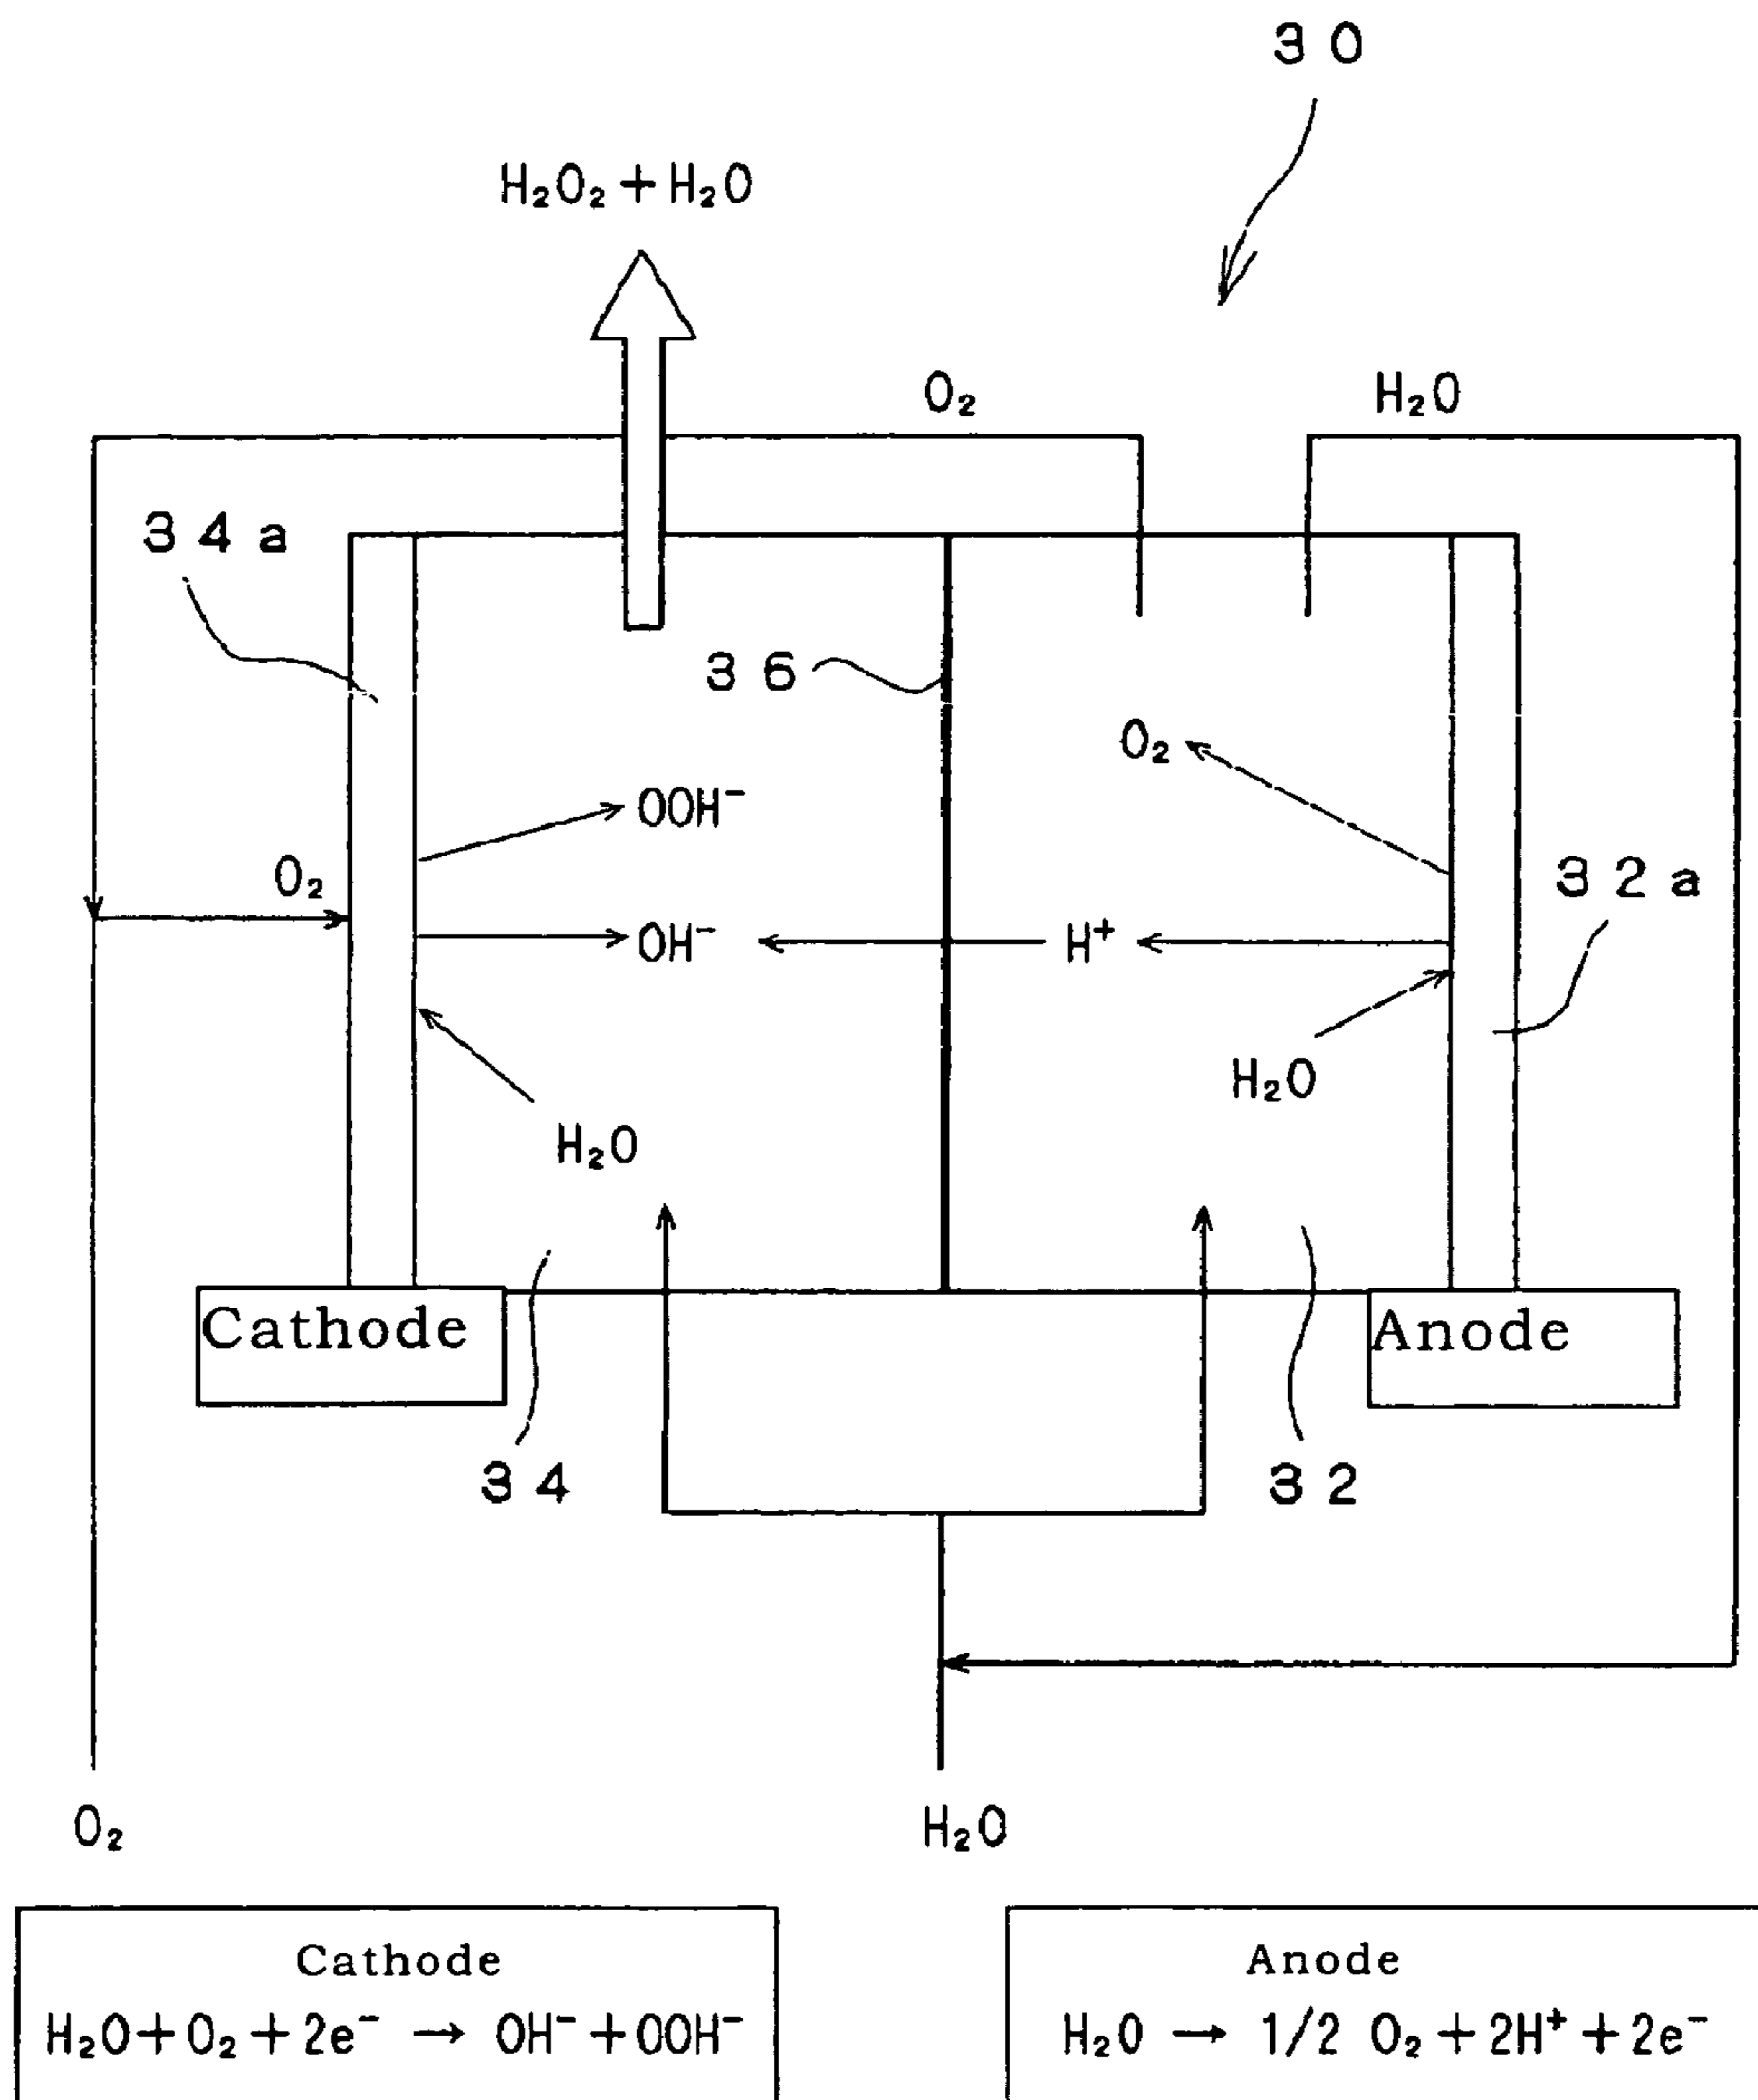 30
H₂O₂+H₂O
O₂
H₂O
34a
36
O₂
OOH⁻
O₂
32a
OH⁻
H⁺
H₂O
H₂O
Cathode
Anode
34
32
O₂
H₂O
Cathode
H₂O+O₂+2e⁻ → OH⁻+OOH⁻
Anode
H₂O → 1/2 O₂+2H⁺+2e⁻